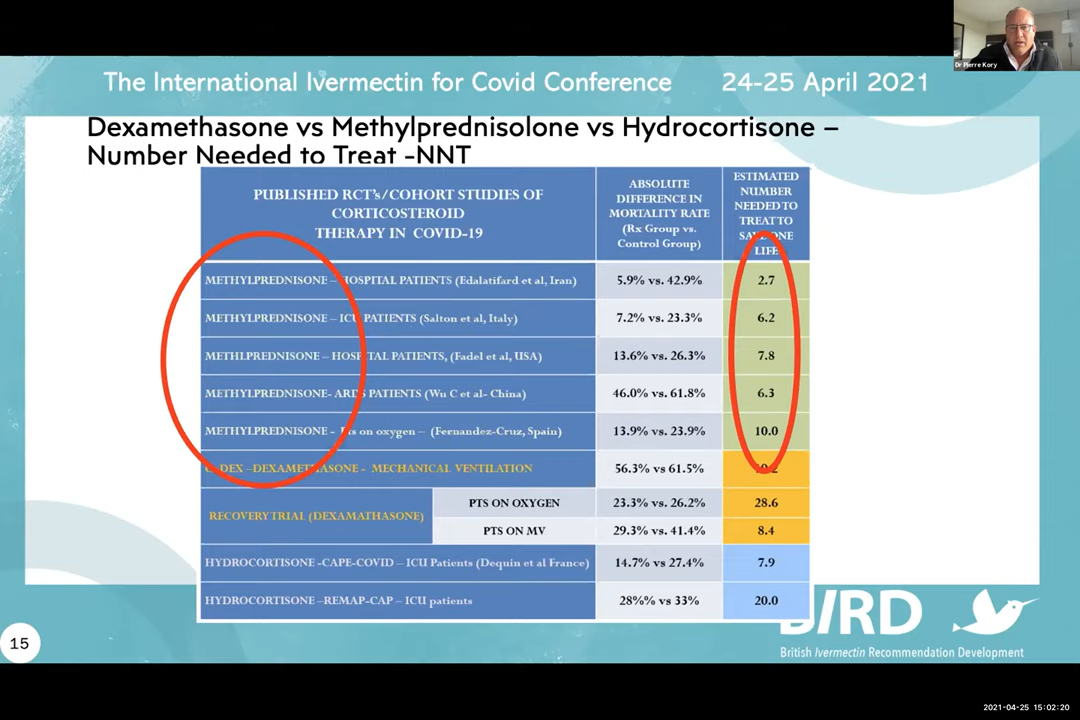 Dr Pierre Kory
The International Ivermectin for Covid Conference 24-25 April 2021
Dexamethasone vs Methylprednisolone vs Hydrocortisone –
Number Needed to Treat -NNT
PUBLISHED RCT's/COHORT STUDIES OF
CORTICOSTEROID
THERAPY IN COVID-19
ABSOLUTE
DIFFERENCE IN
MORTALITY RATE
(Rx Group vs.
Control Group)
ESTIMATED
NUMBER
NEEDED TO
TREAT TO
SAVE ONE
LIFE
METHYLPREDNISONE – HOSPITAL PATIENTS (Edalatifard et al, Iran) 5.9% vs. 42.9% 2.7
METHYLPREDNISONE – ICU PATIENTS (Salton et al, Italy) 7.2% vs. 23.3% 6.2
METHLPREDNISONE – HOSPITAL PATIENTS, (Fadel et al, USA) 13.6% vs. 26.3% 7.8
METHYLPREDNISONE- ARDS PATIENTS (Wu C et al- China) 46.0% vs. 61.8% 6.3
METHYLPREDNISONE - Pts on oxygen – (Fernandez-Cruz, Spain) 13.9% vs. 23.9% 10.0
–DEXAMETHASONE - MECHANICAL VENTILATION 56.3% vs 61.5%
RECOVERY TRIAL (DEXAMATHASONE)
PTS ON OXYGEN 23.3% vs. 26.2% 28.6
PTS ON MV 29.3% vs. 41.4% 8.4
HYDROCORTISONE -CAPE-COVID – ICU Patients (Dequin et al France) 14.7% vs 27.4% 7.9
HYDROCORTISONE –REMAP-CAP – ICU patients 28%% vs 33% 20.0
BIRD
British Ivermectin Recommendation Development
15
2021-04-25 15:02:20